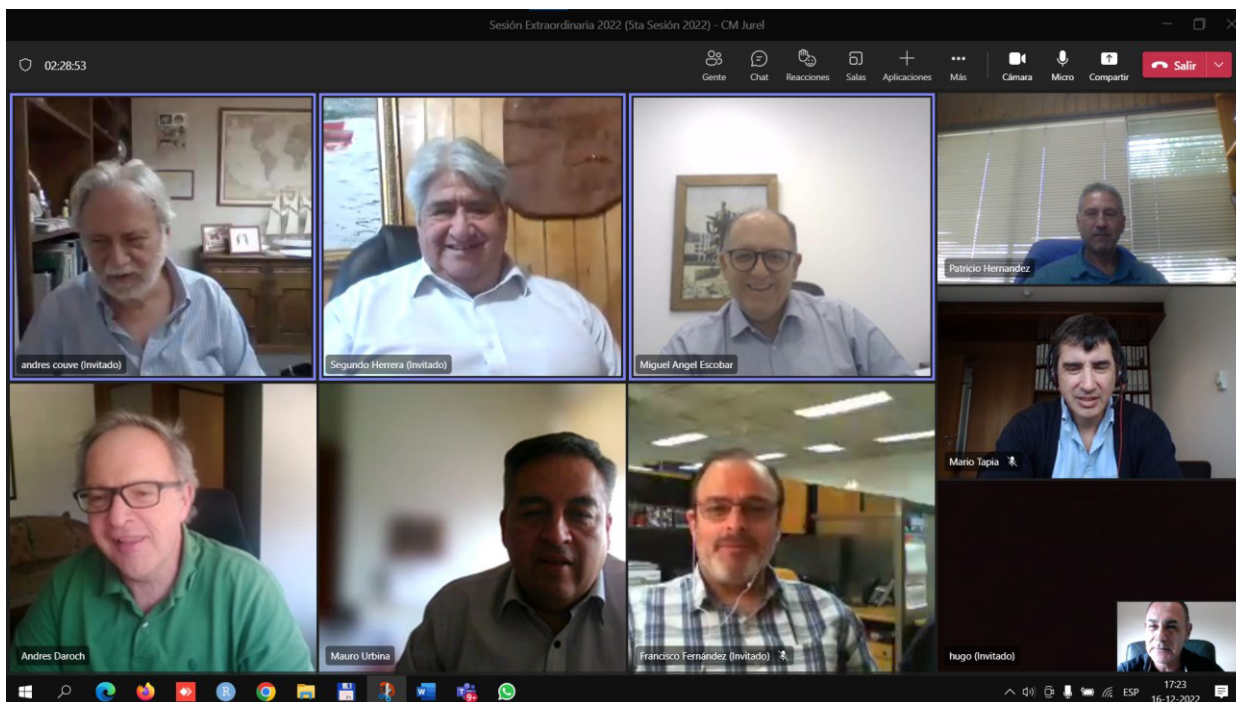 Sesión Extraordinaria 2022 (5ta Sesión 2022) - CM Jurel
02:28:53
Gente Chat Reacciones Salas Aplicaciones Más Cámara Micro Compartir Salir
andres couve (Invitado)
Segundo Herrera (Invitado)
Miguel Angel Escobar
Patricio Hernandez
Mario Tapia
Andres Daroch
Mauro Urbina
Francisco Fernández (Invitado)
hugo (Invitado)
R W 9+ ESP 17:23
16-12-2022